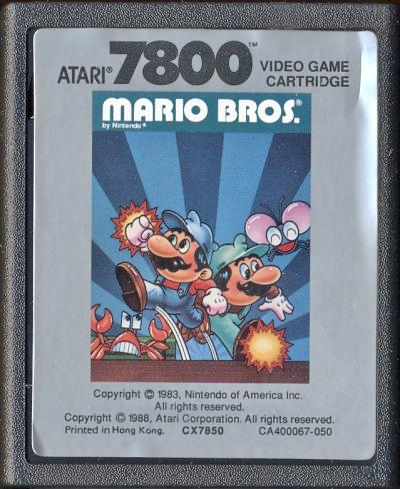 ATARI® 7800™ VIDEO GAME
CARTRIDGE
MARIO BROS.®
by Nintendo®
Copyright © 1983, Nintendo of America Inc.
All rights reserved.
Copyright © 1988, Atari Corporation. All rights reserved.
Printed in Hong Kong. CX7850 CA400067-050